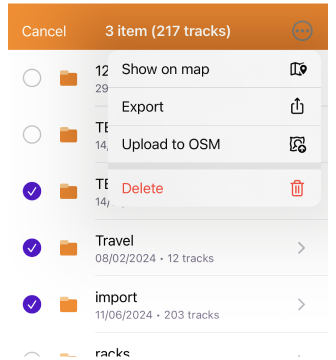 Cancel
3 item (217 tracks)
Show on map
Export
Upload to OSM
Delete
12
29
TE
14/
TE
14/
Travel
08/02/2024 • 12 tracks
import
11/06/2024 • 203 tracks
racks